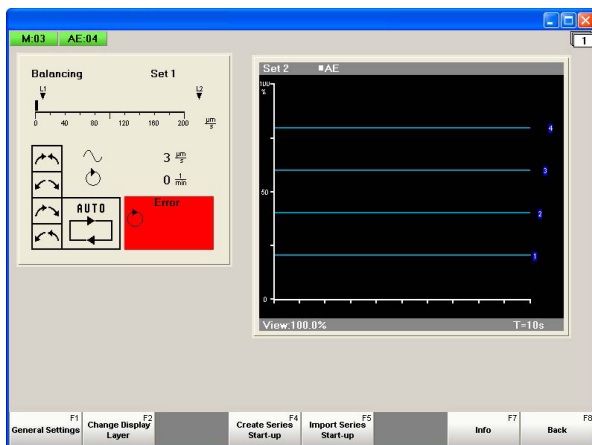 M:03 AE:04
1
Balancing Set 1
L1 L2
0 40 80 120 160 200 µm/s
3 µm/s
0 1/min
AUTO
Error
Set 2 AE
100
%
4
3
50
2
1
0
View:100.0% T=10s
F1 F2 F4 F5 F7 F8
General Settings Change Display Layer Create Series Start-up Import Series Start-up Info Back